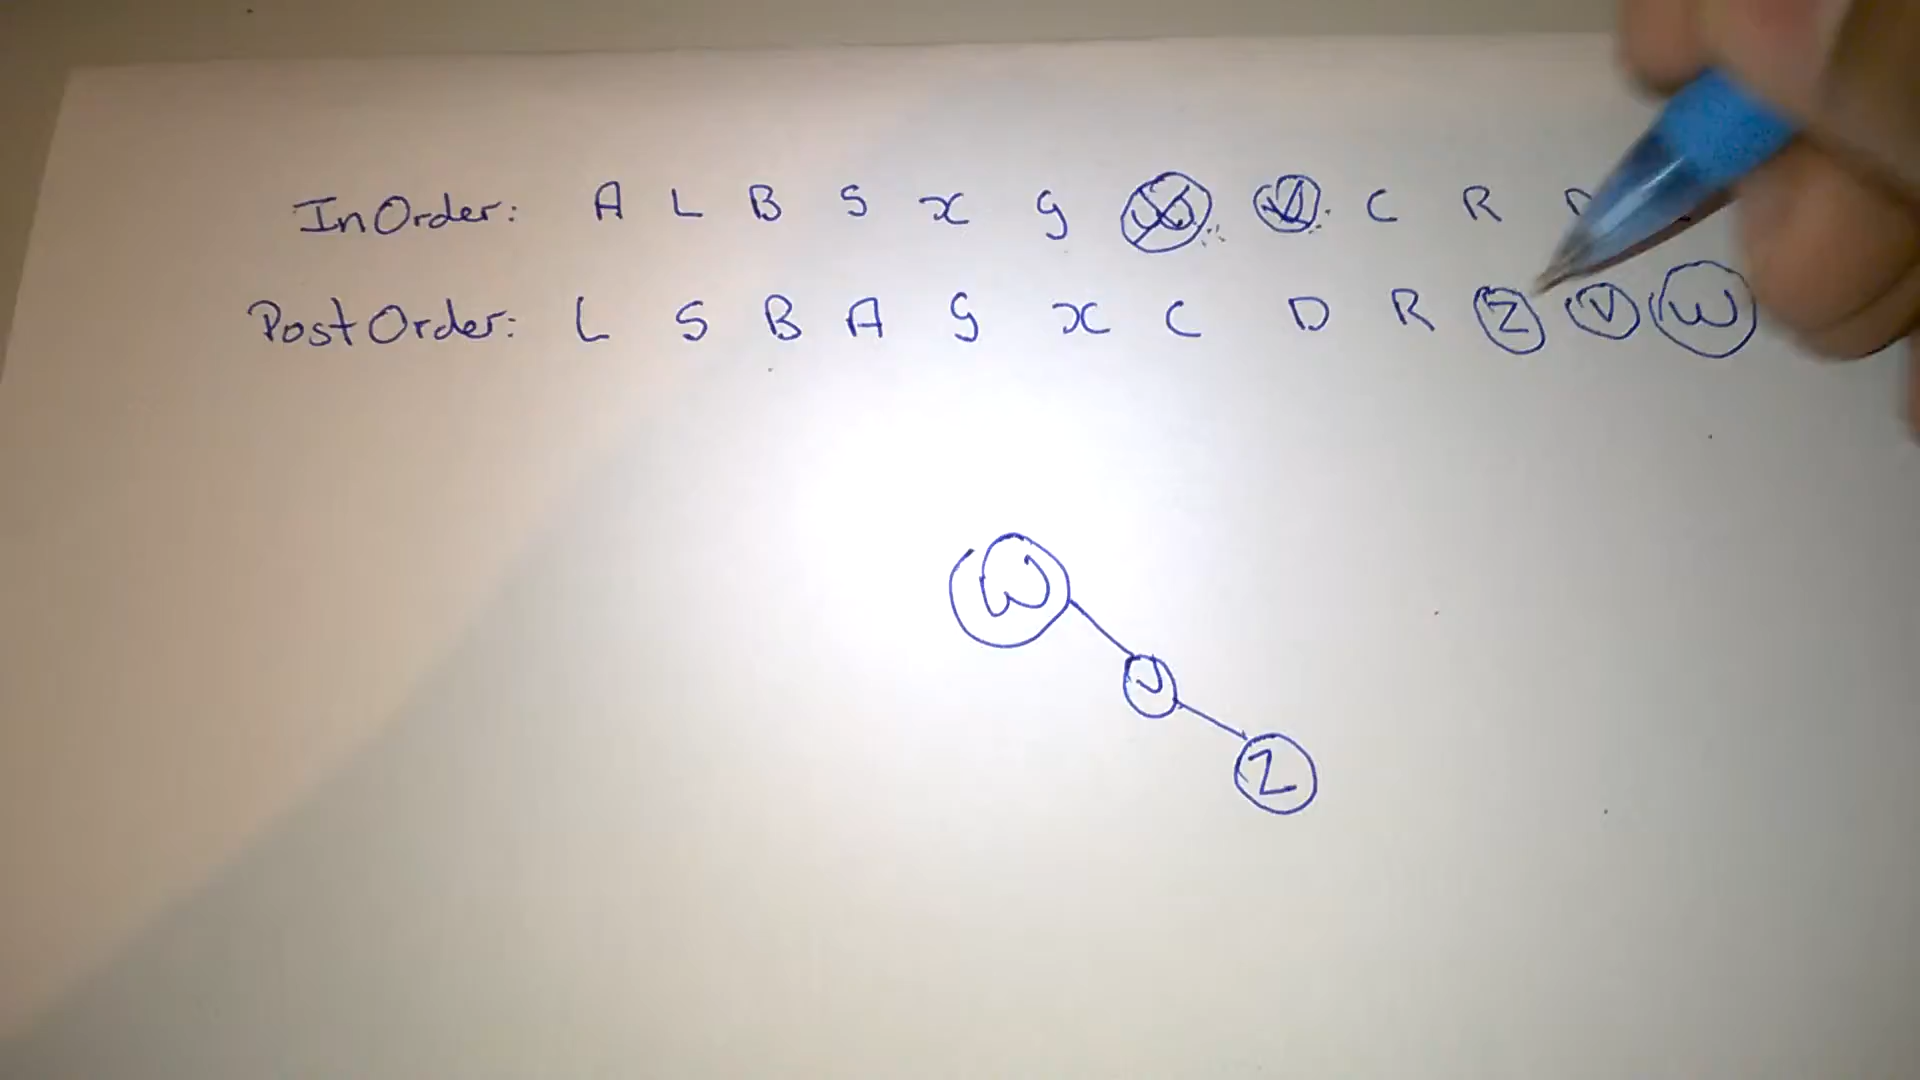 InOrder: A L B S x g W V C R D
PostOrder: L S B A g x C D R Z V W
W
V
Z